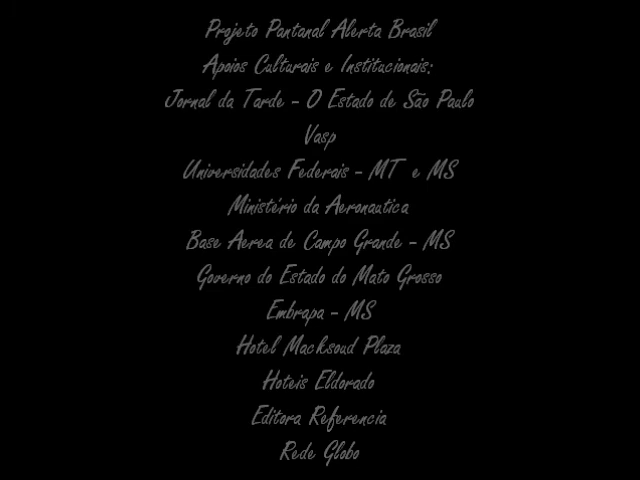 Projeto Pantanal Alerta Brasil
Apoios Culturais e Institucionais:
Jornal da Tarde - O Estado de São Paulo
Vasp
Universidades Federais - MT e MS
Ministério da Aeronautica
Base Aerea de Campo Grande - MS
Governo do Estado do Mato Grosso
Embrapa - MS
Hotel Macksoud Plaza
Hoteis Eldorado
Editora Referencia
Rede Globo